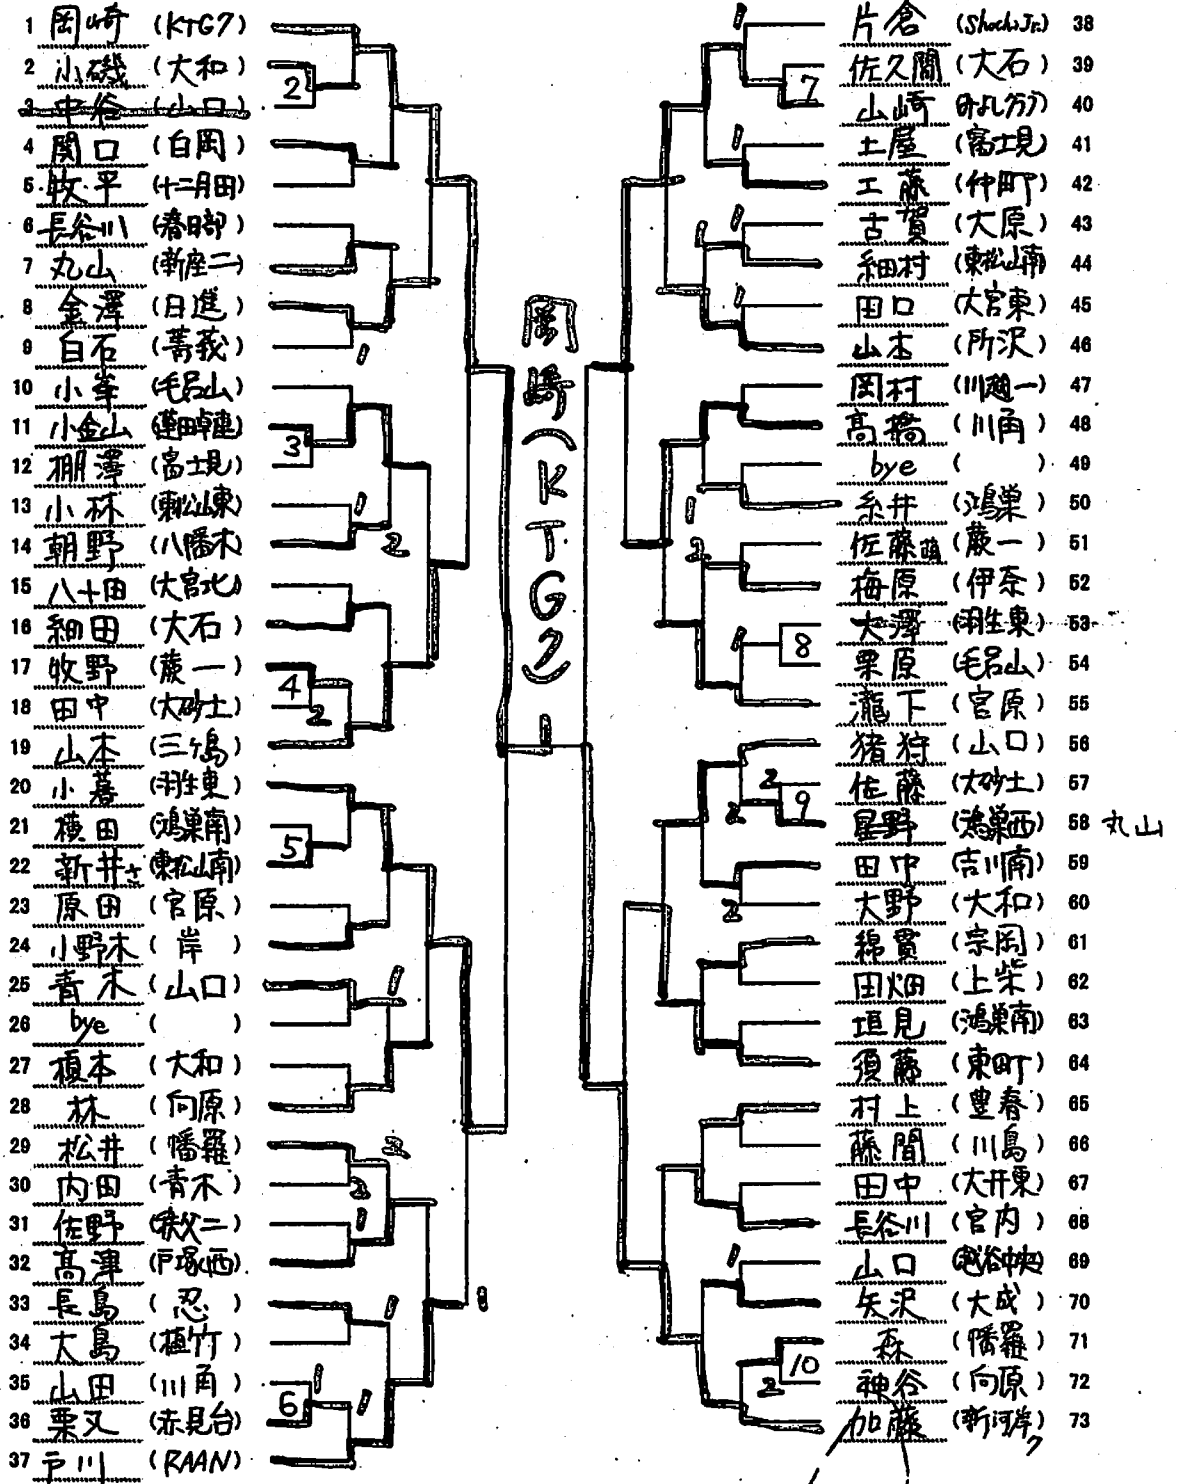 1 岡崎 (KTG7)
2 小磯 (大和)
3 中谷 (山口)
4 関口 (白岡)
5 牧平 (十二月田)
6 長谷川 (春日部)
7 丸山 (新座二)
8 金澤 (日進)
9 白石 (菁莪)
10 小峯 (毛呂山)
11 小金山 (蓮田卓連)
12 棚澤 (富士見)
13 小林 (東松山東)
14 朝野 (八幡木)
15 八十田 (大宮北)
16 細田 (大石)
17 牧野 (蕨一)
18 田中 (大砂土)
19 山本 (三ヶ島)
20 小暮 (羽生東)
21 横田 (鴻巣南)
22 新井さ (東松山南)
23 原田 (宮原)
24 小野木 (岸)
25 青木 (山口)
26 bye ( )
27 榎本 (大和)
28 林 (向原)
29 松井 (幡羅)
30 内田 (青木)
31 佐野 (秩父二)
32 高津 (戸塚西)
33 長島 (忍)
34 大島 (植竹)
35 山田 (川角)
36 栗又 (赤見台)
37 戸川 (RAAN)
2
3
4
5
6
岡崎(KTG7)
1
7
8
9
10
片倉 (Shochi Jr.) 38
佐久間 (大石) 39
山崎 (みよし) 40
土屋 (富士見) 41
工藤 (仲町) 42
古賀 (大原) 43
細村 (東松山南) 44
田口 (大宮東) 45
山本 (所沢) 46
岡村 (川越一) 47
高橋 (川角) 48
bye ( ) 49
糸井 (鴻巣) 50
佐藤 (蕨一) 51
梅原 (伊奈) 52
大澤 (羽生東) 53
栗原 (毛呂山) 54
瀧下 (宮原) 55
猪狩 (山口) 56
佐藤 (大砂土) 57
星野 (鴻巣西) 58 丸山
田中 (吉川南) 59
大野 (大和) 60
綿貫 (宗岡) 61
田畑 (上柴) 62
垣見 (鴻巣南) 63
須藤 (東町) 64
村上 (豊春) 65
藤間 (川島) 66
田中 (大井東) 67
長谷川 (宮内) 68
山口 (越谷中央) 69
矢沢 (大成) 70
森 (幡羅) 71
神谷 (向原) 72
加藤 (新河岸) 73